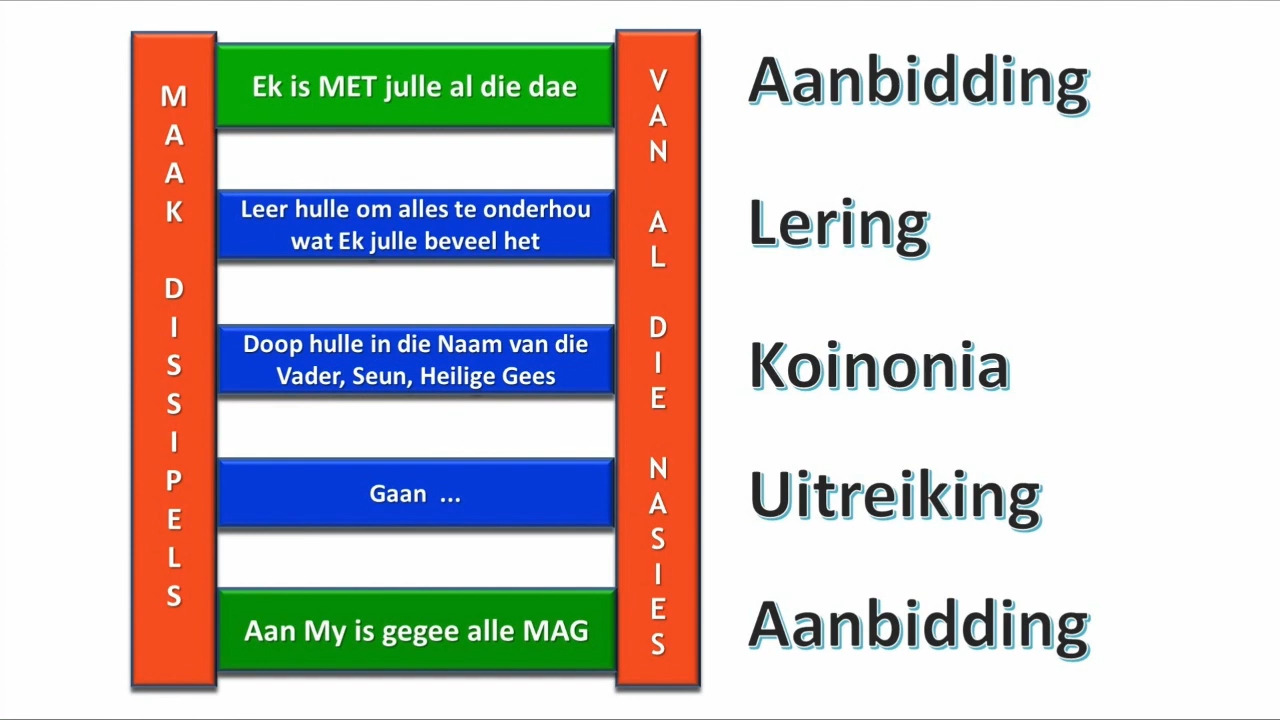 MAAK DISSIPELS
Ek is MET julle al die dae
Leer hulle om alles te onderhou
wat Ek julle beveel het
Doop hulle in die Naam van die
Vader, Seun, Heilige Gees
Gaan ...
Aan My is gegee alle MAG
VAN AL DIE NASIES
Aanbidding
Lering
Koinonia
Uitreiking
Aanbidding